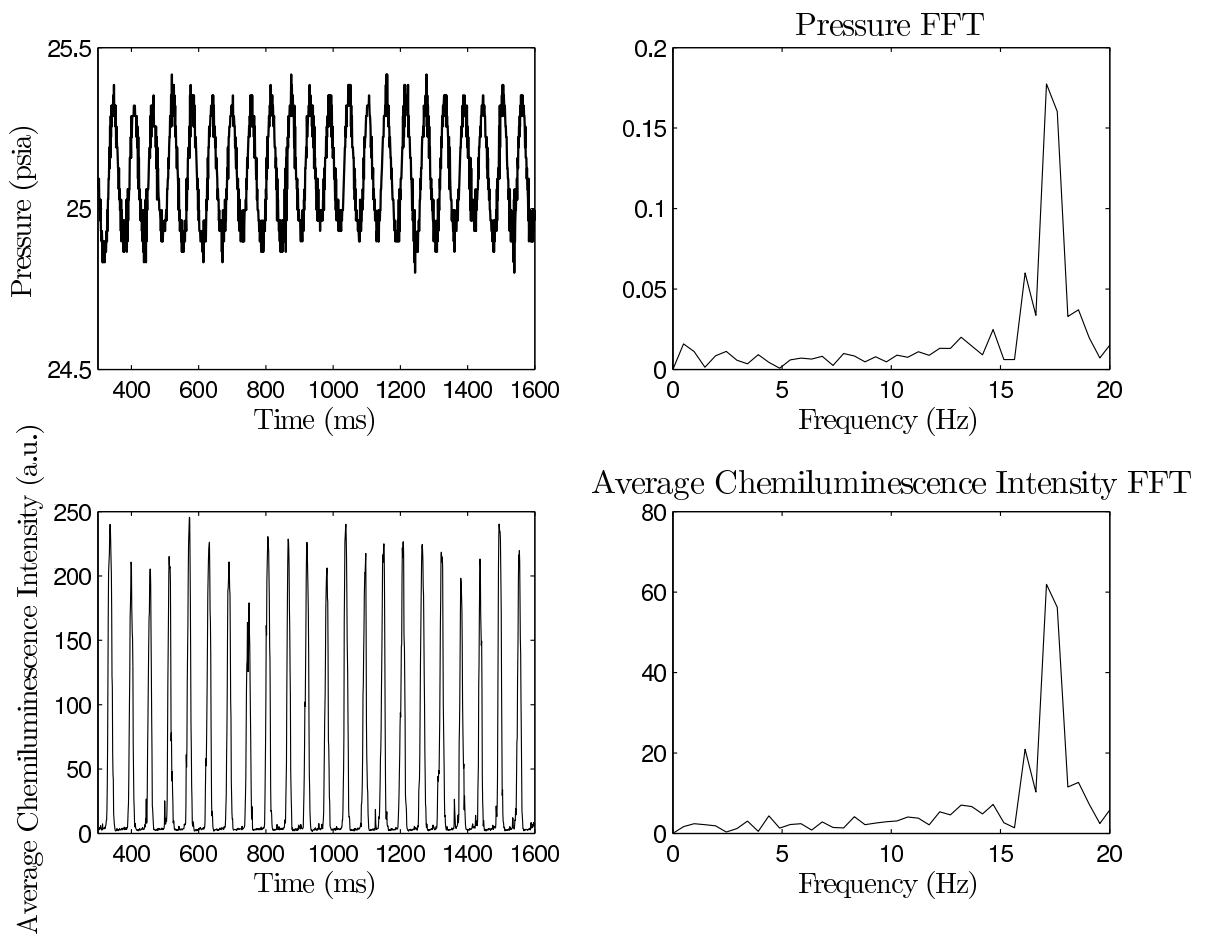 25.5
25
24.5
Pressure (psia)
400 600 800 1000 1200 1400 1600
Time (ms)
Pressure FFT
0.2
0.15
0.1
0.05
0
0 5 10 15 20
Frequency (Hz)
250
200
150
100
50
0
Average Chemiluminescence Intensity (a.u.)
400 600 800 1000 1200 1400 1600
Time (ms)
Average Chemiluminescence Intensity FFT
80
60
40
20
0
0 5 10 15 20
Frequency (Hz)